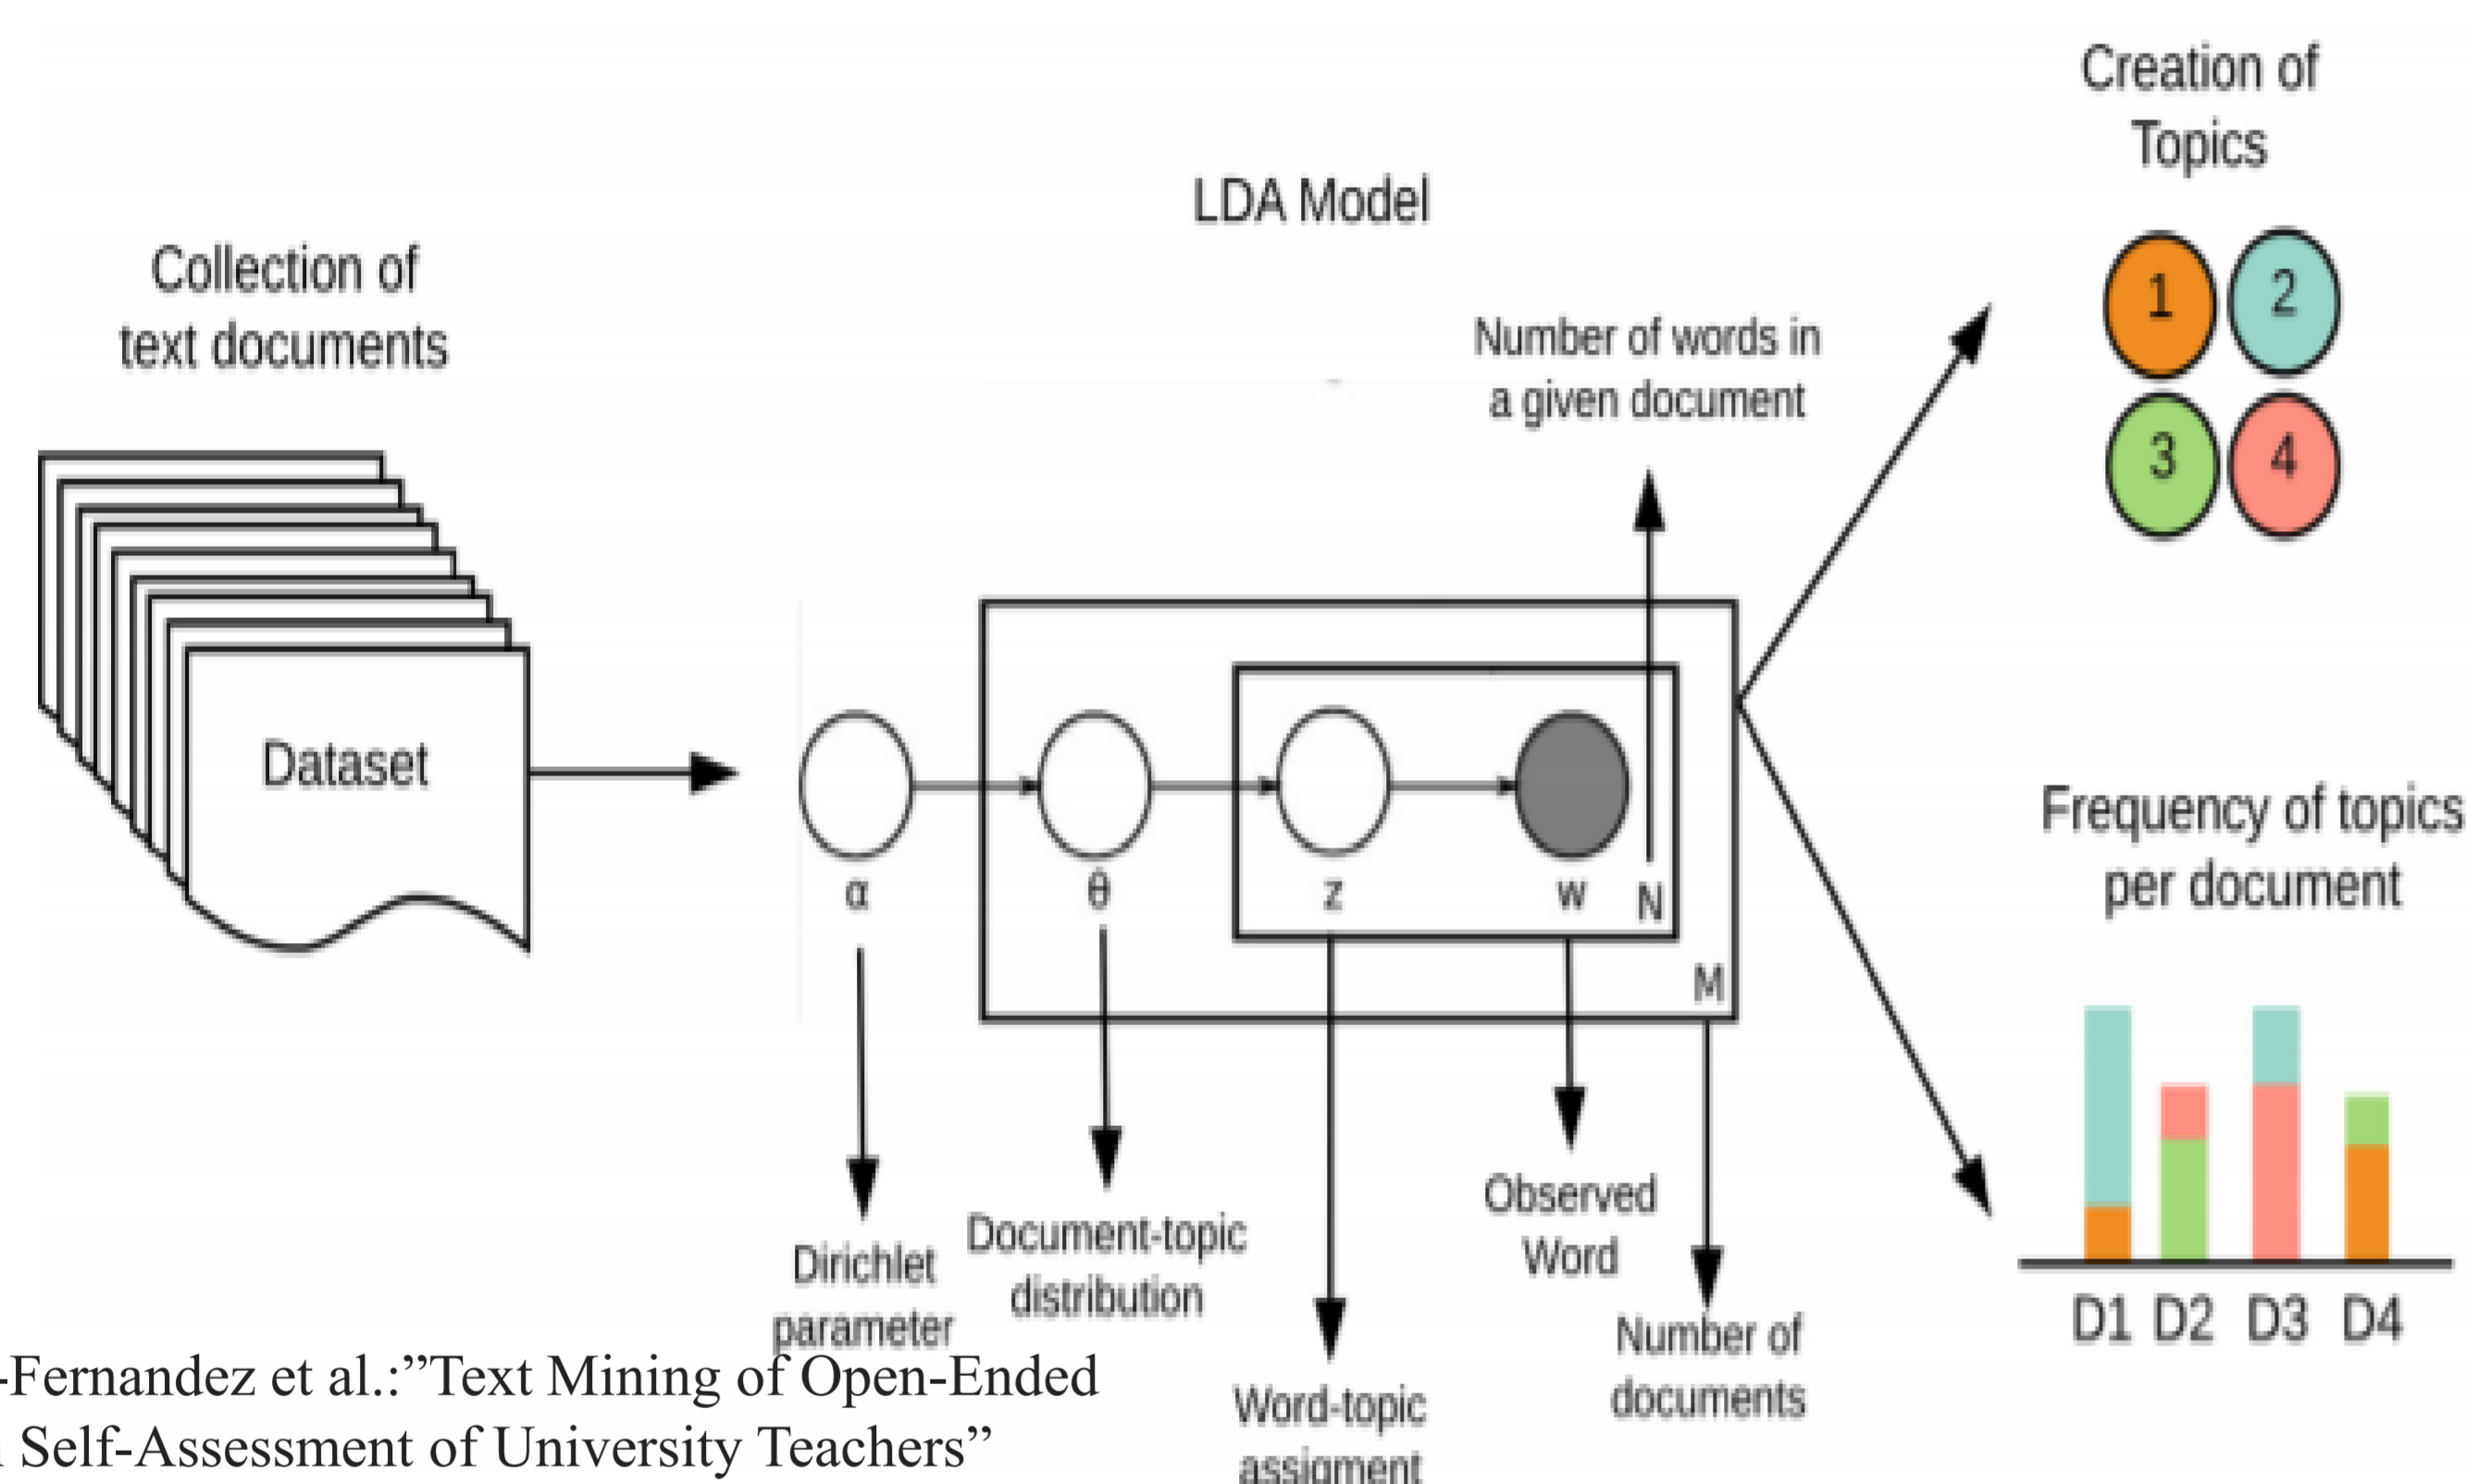 Creation of
Topics
LDA Model
Collection of
text documents
1
2
Number of words in
a given document
3
4
Dataset
Frequency of topics
per document
α
θ
z
w
N
M
Observed
Word
Document-topic
distribution
Dirichlet
parameter
Number of
documents
D1 D2 D3 D4
-Fernandez et al.:”Text Mining of Open-Ended
Self-Assessment of University Teachers”
Word-topic
assigment